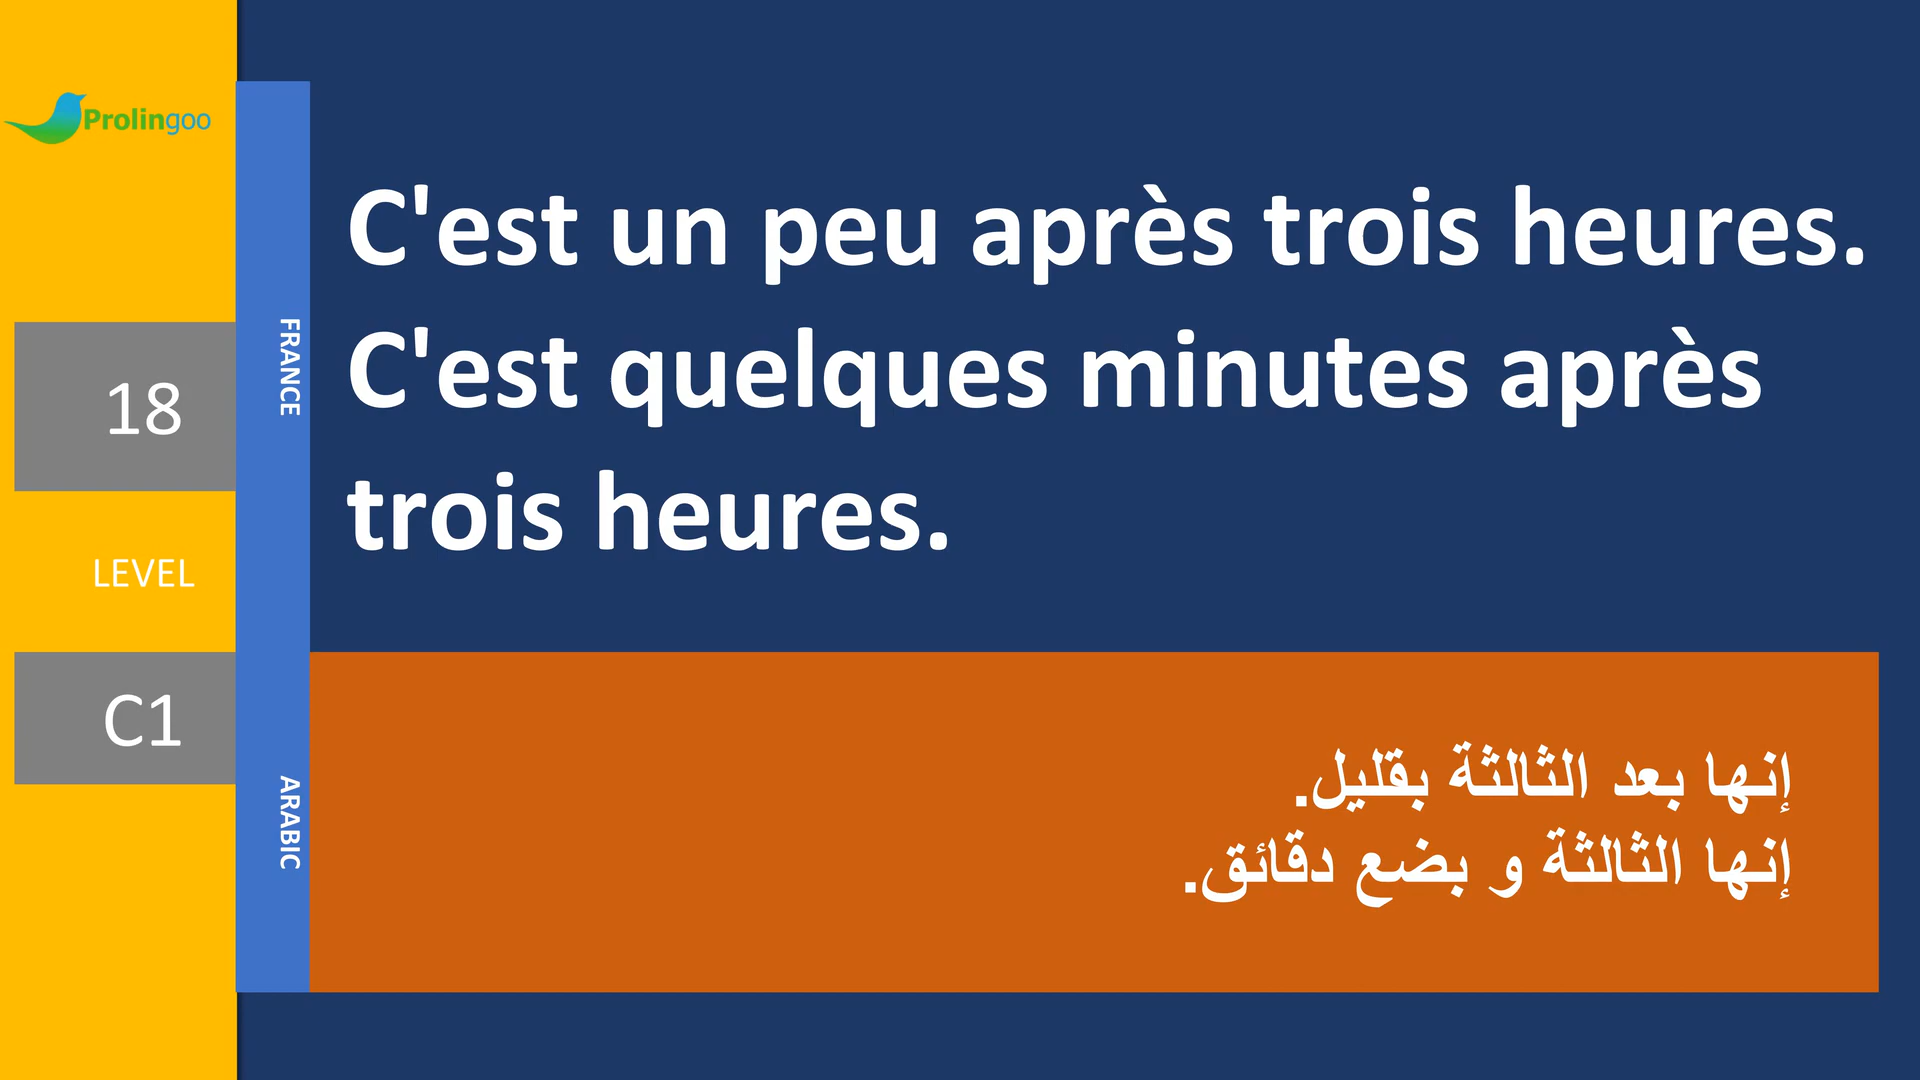 Prolingoo
18
LEVEL
C1
FRANCE
ARABIC
C'est un peu après trois heures.
C'est quelques minutes après
trois heures.
إنها بعد الثالثة بقليل.
إنها الثالثة و بضع دقائق.